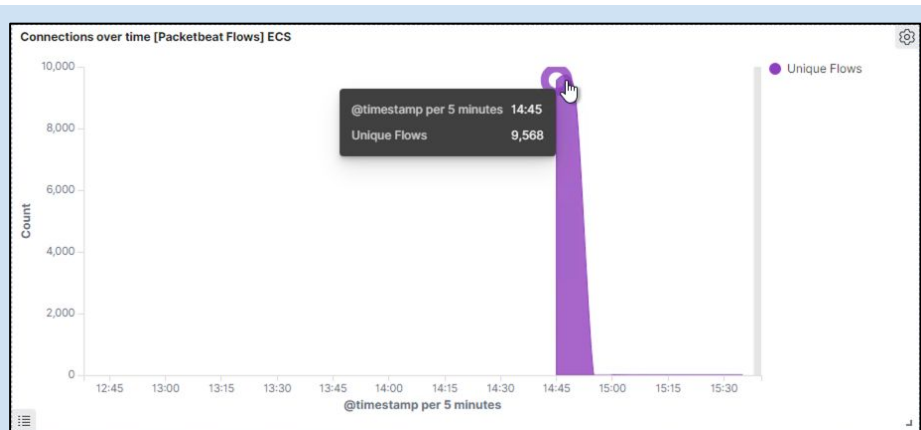 Connections over time [Packetbeat Flows] ECS
10,000
Unique Flows
@timestamp per 5 minutes 14:45
Unique Flows 9,568
8,000
6,000
Count
4,000
2,000
0
12:45 13:00 13:15 13:30 13:45 14:00 14:15 14:30 14:45 15:00 15:15 15:30
@timestamp per 5 minutes